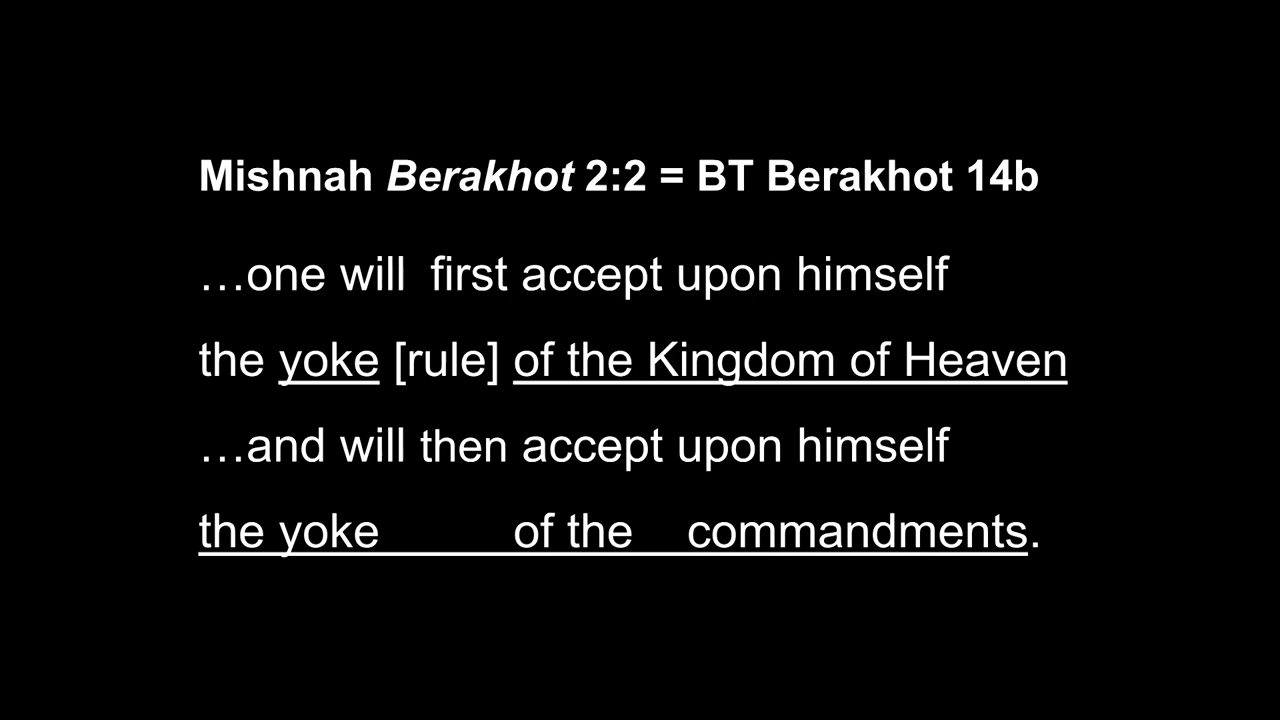 Mishnah Berakhot 2:2 = BT Berakhot 14b
…one will first accept upon himself
the yoke [rule] of the Kingdom of Heaven
…and will then accept upon himself
the yoke of the commandments.